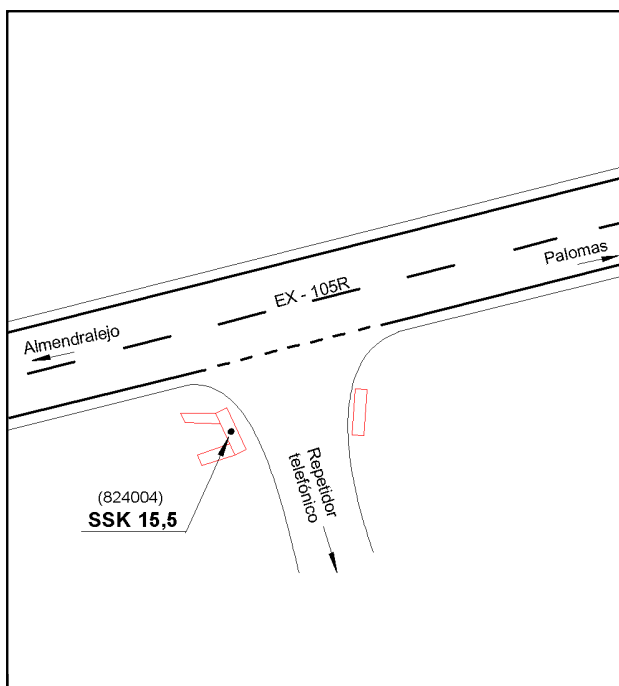 Palomas
EX - 105R
Almendralejo
Repetidor
telefónico
(824004)
SSK 15,5